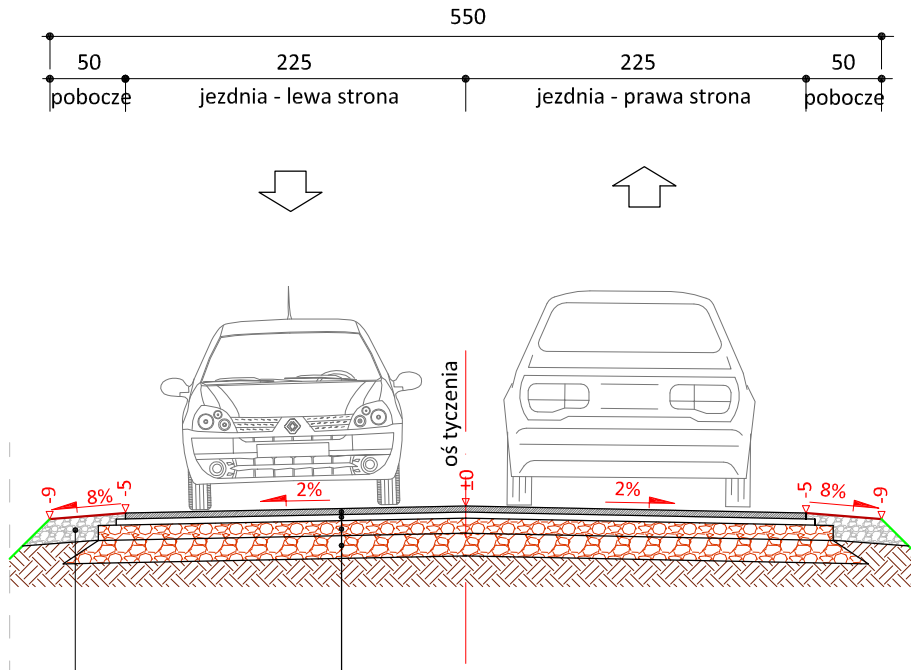 550
50 225 225 50
pobocze jezdnia - lewa strona jezdnia - prawa strona pobocze
oś tyczenia
-9 8% -5 2% ±0 2% -5 8% -9